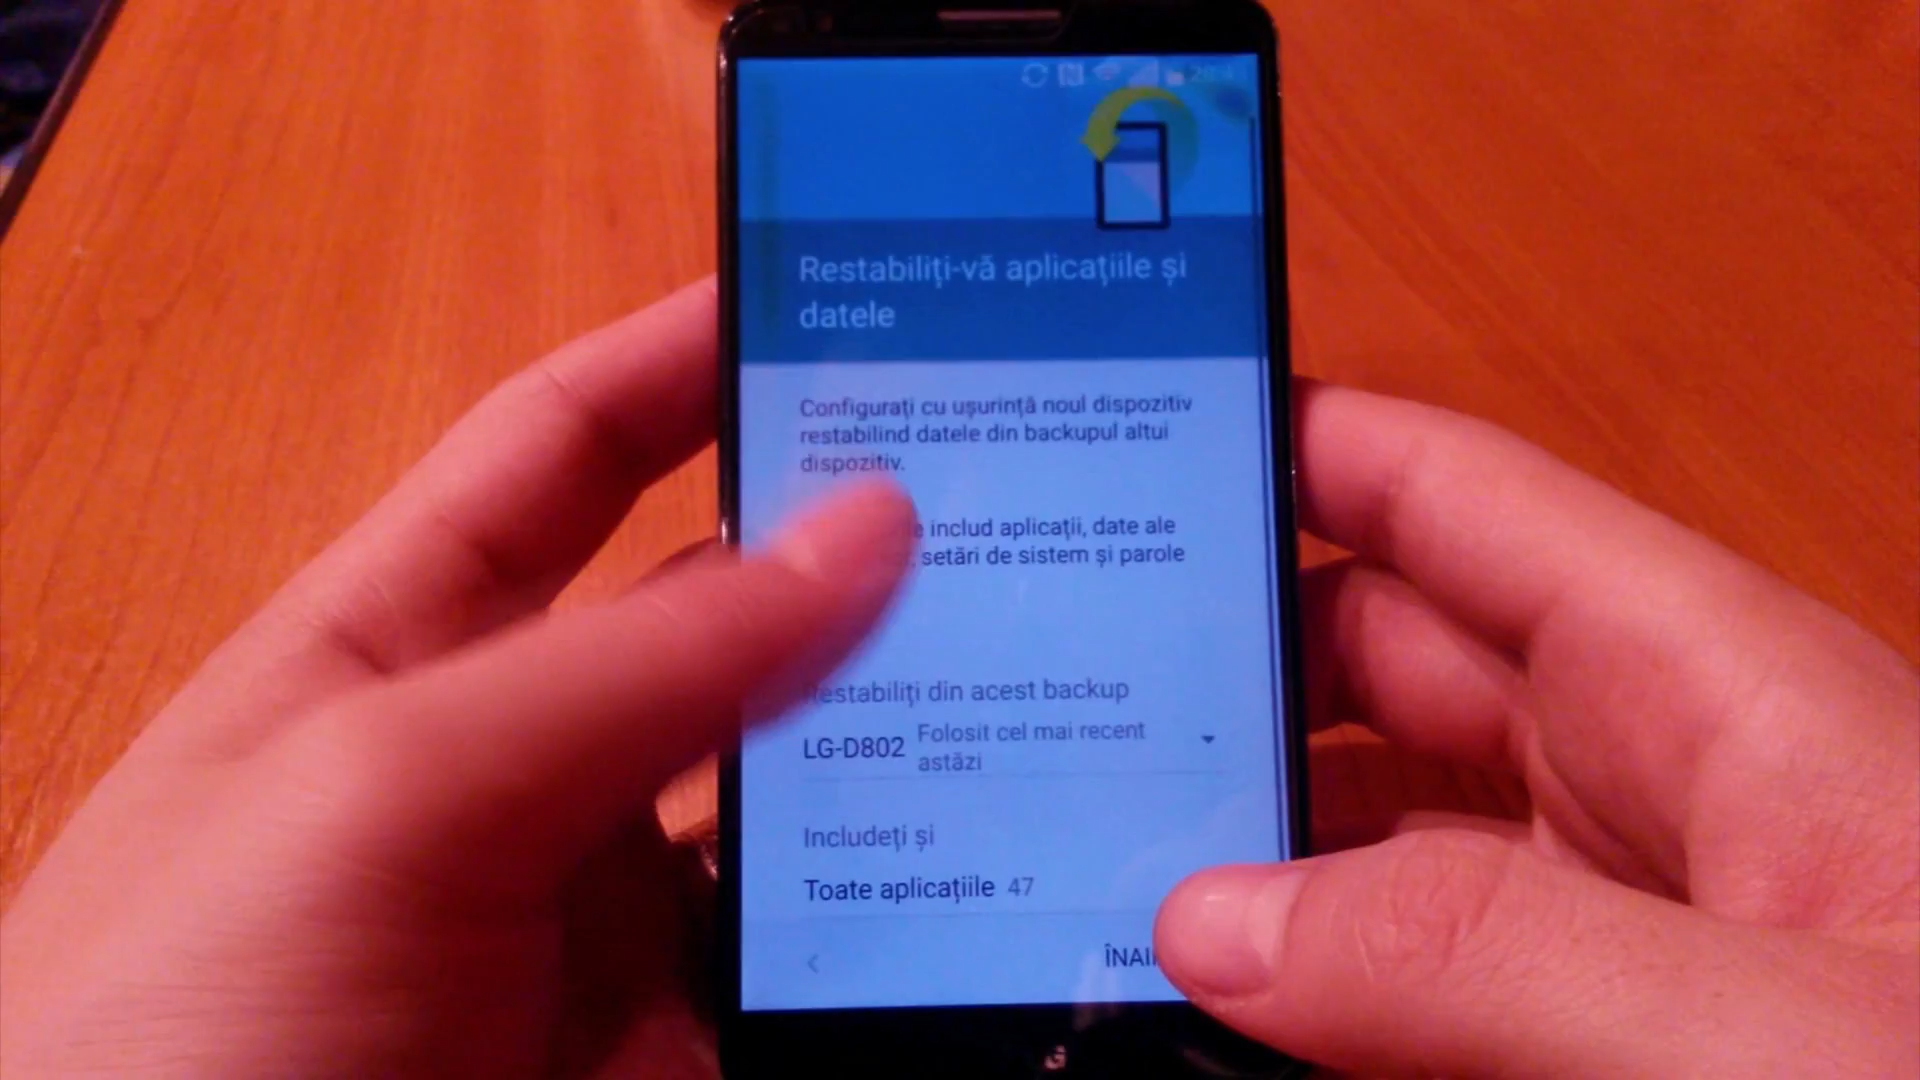 Restabiliți-vă aplicațiile și
datele
Configurați cu ușurință noul dispozitiv
restabilind datele din backupul altui
dispozitiv.
includ aplicații, date ale
setări de sistem și parole
Restabiliți din acest backup
LG-D802 Folosit cel mai recent
astăzi
Includeți și
Toate aplicațiile 47